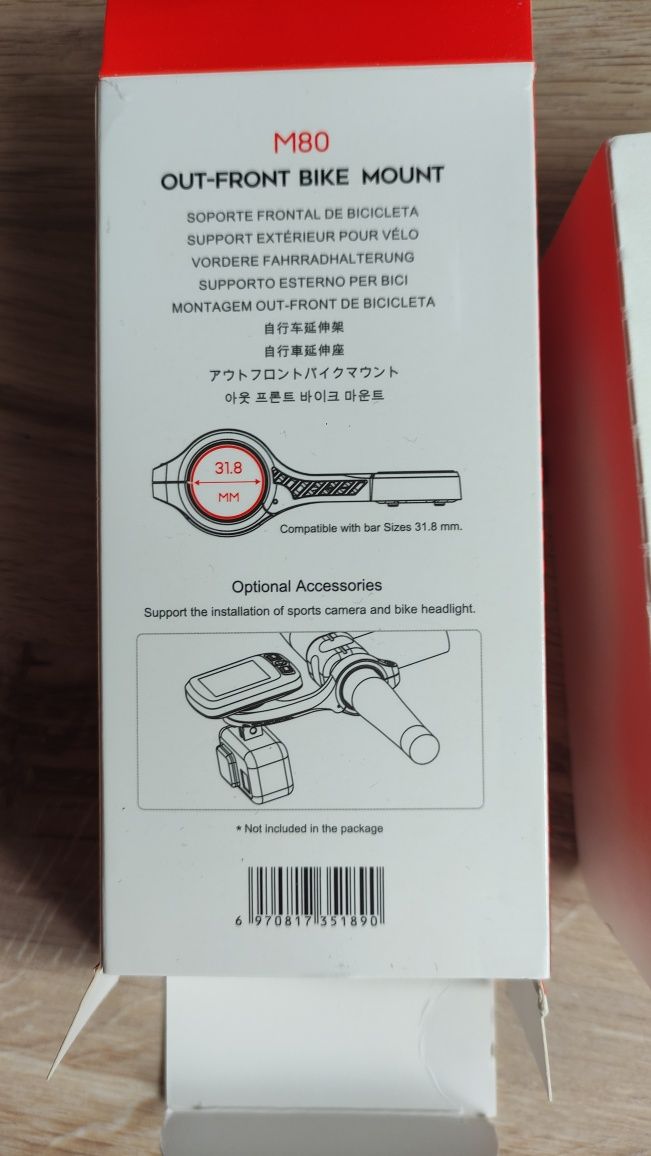 M80
OUT-FRONT BIKE MOUNT
SOPORTE FRONTAL DE BICICLETA
SUPPORT EXTÉRIEUR POUR VÉLO
VORDERE FAHRRADHALTERUNG
SUPPORTO ESTERNO PER BICI
MONTAGEM OUT-FRONT DE BICICLETA
自行车延伸架
自行車延伸座
アウトフロントバイクマウント
아웃 프론트 바이크 마운트
31.8
MM
Compatible with bar Sizes 31.8 mm.
Optional Accessories
Support the installation of sports camera and bike headlight.
* Not included in the package
6 970817 351890